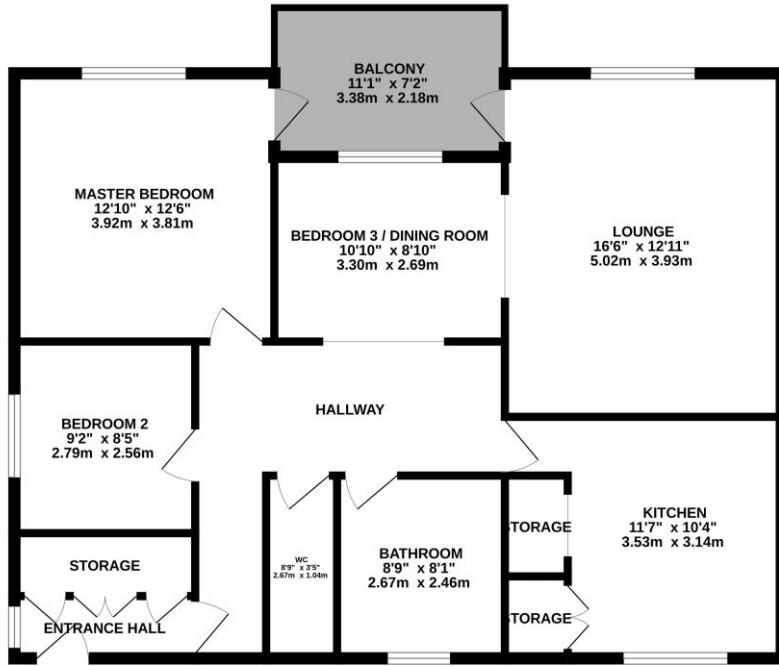 BALCONY
11'1" x 7'2"
3.38m x 2.18m
MASTER BEDROOM
12'10" x 12'6"
3.92m x 3.81m
BEDROOM 3 / DINING ROOM
10'10" x 8'10"
3.30m x 2.69m
LOUNGE
16'6" x 12'11"
5.02m x 3.93m
HALLWAY
BEDROOM 2
9'2" x 8'5"
2.79m x 2.56m
KITCHEN
11'7" x 10'4"
3.53m x 3.14m
STORAGE
WC
8'9" x 3'5"
2.67m x 1.04m
BATHROOM
8'9" x 8'1"
2.67m x 2.46m
STORAGE
STORAGE
ENTRANCE HALL